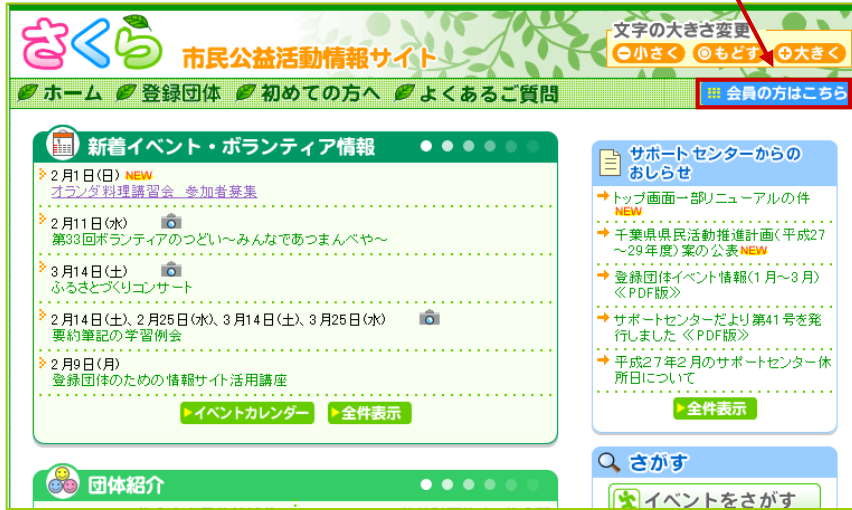 さくら 市民公益活動情報サイト
文字の大きさ変更
小さく もどす 大きく
ホーム 登録団体 初めての方へ よくあるご質問
会員の方はこちら
新着イベント・ボランティア情報
2月1日(日) NEW
オランダ料理講習会 参加者募集
2月11日(水)
第33回ボランティアのつどい～みんなであつまんべや～
3月14日(土)
ふるさとづくりコンサート
2月14日(土)、2月25日(水)、3月14日(土)、3月25日(水)
要約筆記の学習例会
2月9日(月)
登録団体のための情報サイト活用講座
イベントカレンダー 全件表示
団体紹介
サポートセンターからの
おしらせ
トップ画面一部リニューアルの件
NEW
千葉県県民活動推進計画(平成27
～29年度)案の公表NEW
登録団体イベント情報(1月～3月)
≪PDF版≫
サポートセンターだより第41号を発
行しました≪PDF版≫
平成27年2月のサポートセンター休
所日について
全件表示
さがす
イベントをさがす